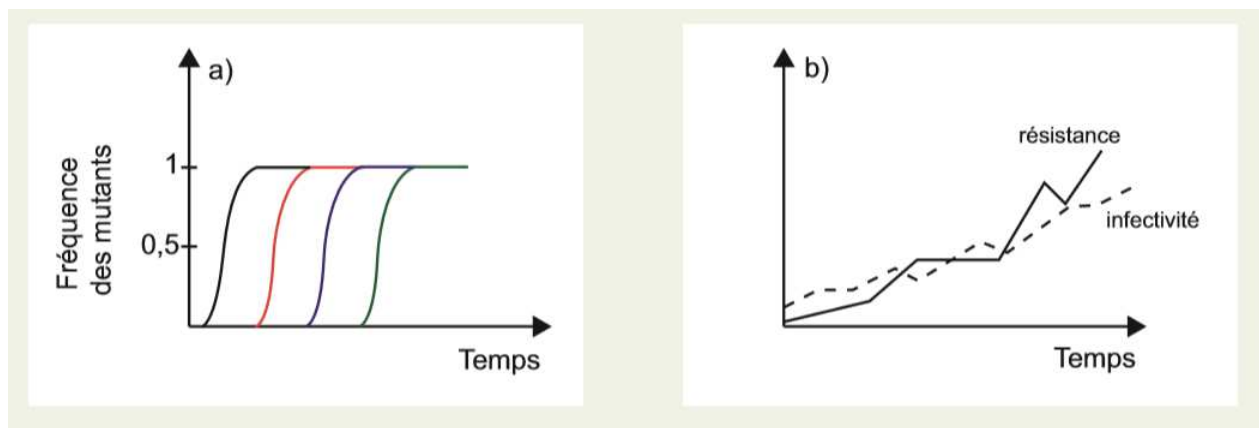 a)
Fréquence
des mutants
1
0,5
Temps
b)
résistance
infectivité
Temps